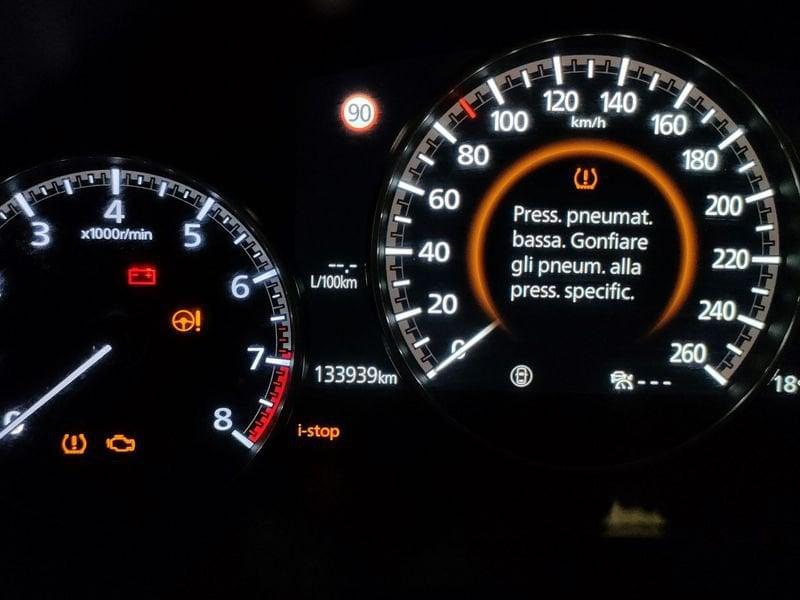 90
3
4
5
6
7
8
x1000r/min
--.-
L/100km
133939km
i-stop
0
20
40
60
80
100
120
140
160
180
200
220
240
260
km/h
Press. pneumat.
bassa. Gonfiare
gli pneum. alla
press. specific.
---